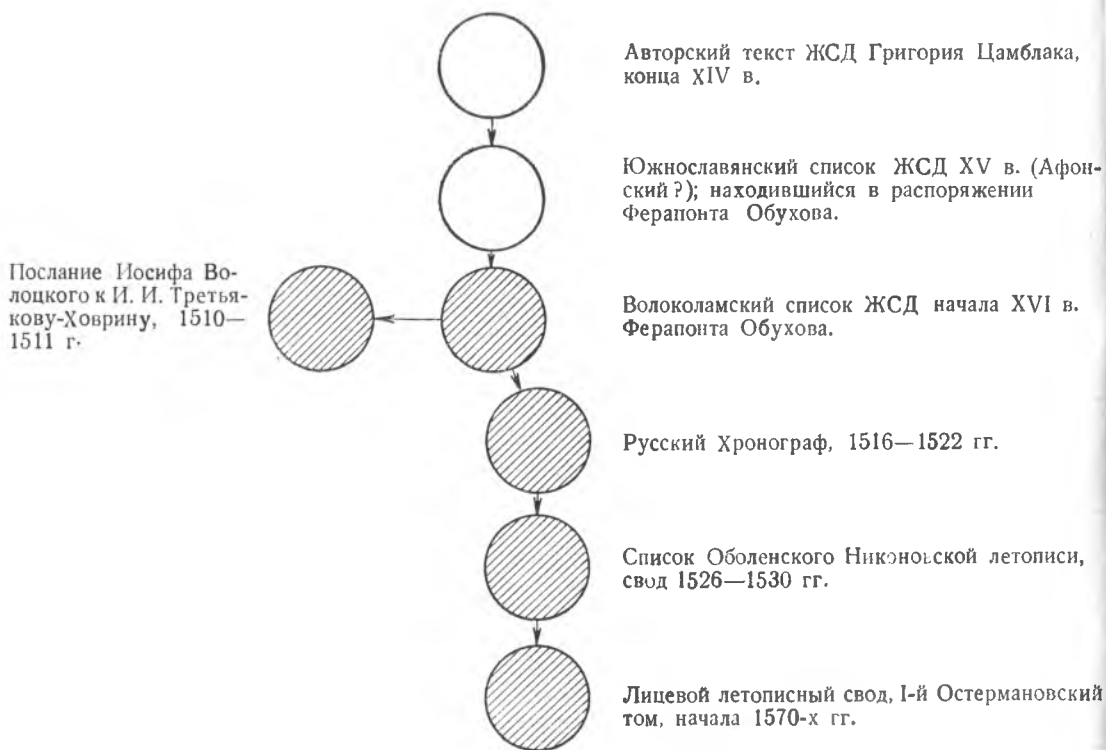 Авторский текст ЖСД Григория Цамблака,
конца XIV в.
Южнославянский список ЖСД XV в. (Афон-
ский?); находившийся в распоряжении
Ферапонта Обухова.
Послание Иосифа Во-
лоцкого к И. И. Третья-
кову-Ховрину, 1510—
1511 г.
Волоколамский список ЖСД начала XVI в.
Ферапонта Обухова.
Русский Хронограф, 1516—1522 гг.
Список Оболенского Никоновской летописи,
свод 1526—1530 гг.
Лицевой летописный свод, I-й Остермановский
том, начала 1570-х гг.